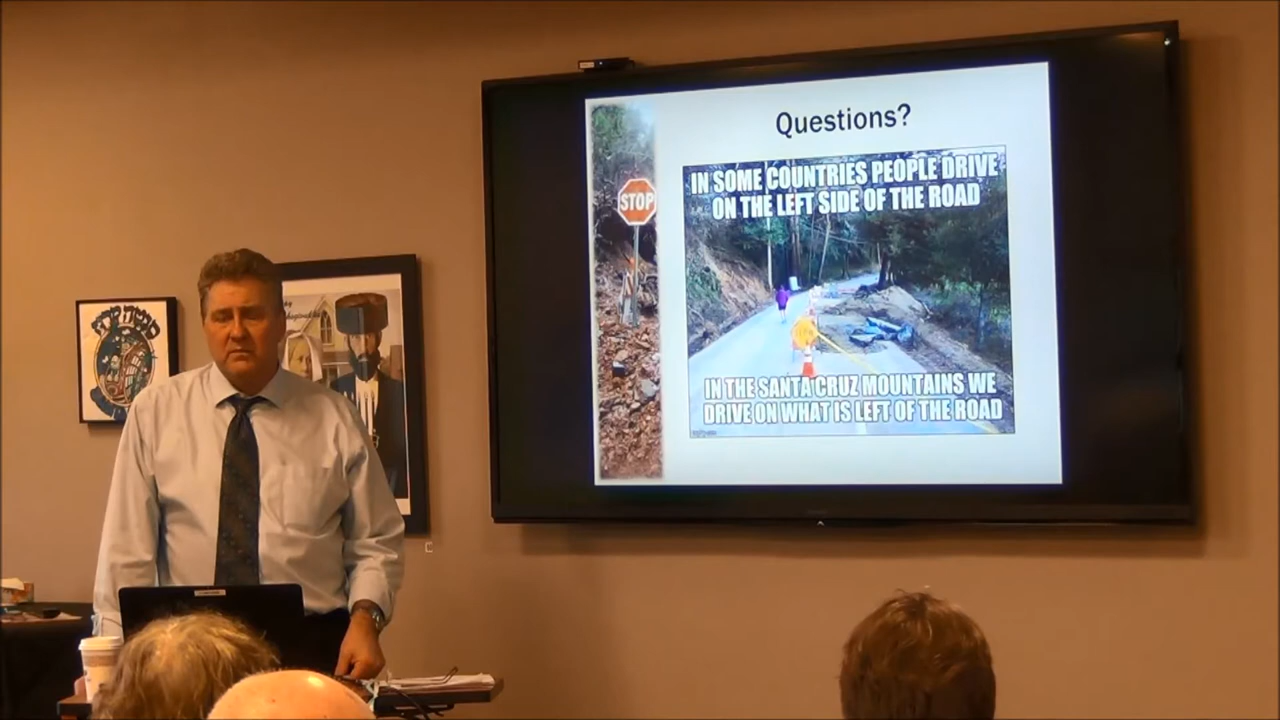 Questions?
STOP
IN SOME COUNTRIES PEOPLE DRIVE
ON THE LEFT SIDE OF THE ROAD
IN THE SANTA CRUZ MOUNTAINS WE
DRIVE ON WHAT IS LEFT OF THE ROAD